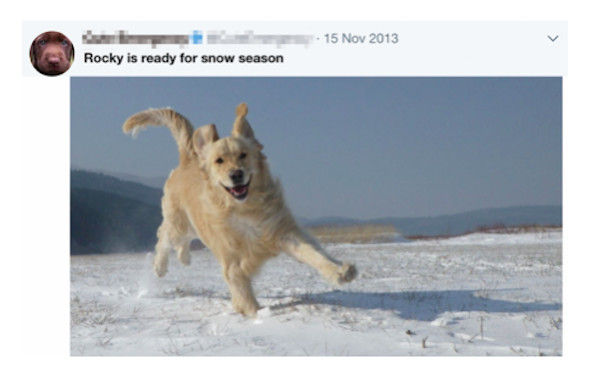 · 15 Nov 2013
Rocky is ready for snow season